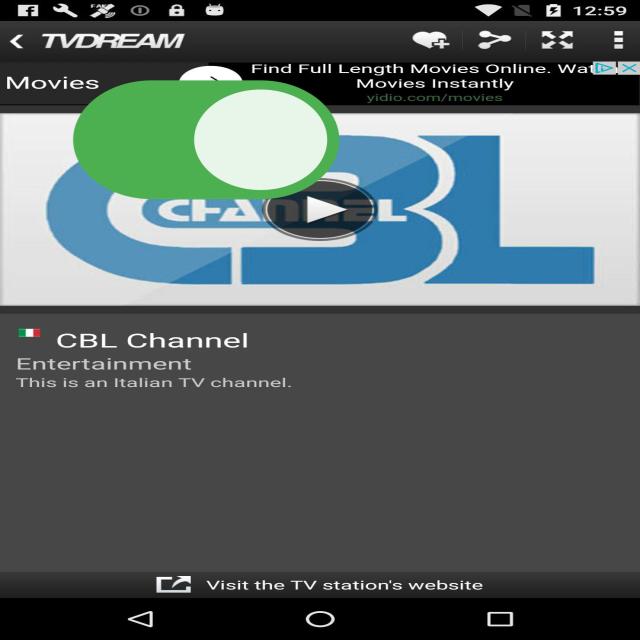 12:59
TVDREAM
Movies
Find Full Length Movies Online. Wat
Movies Instantly
yidio.com/movies
CBL
CHANNEL
CBL Channel
Entertainment
This is an Italian TV channel.
Visit the TV station's website